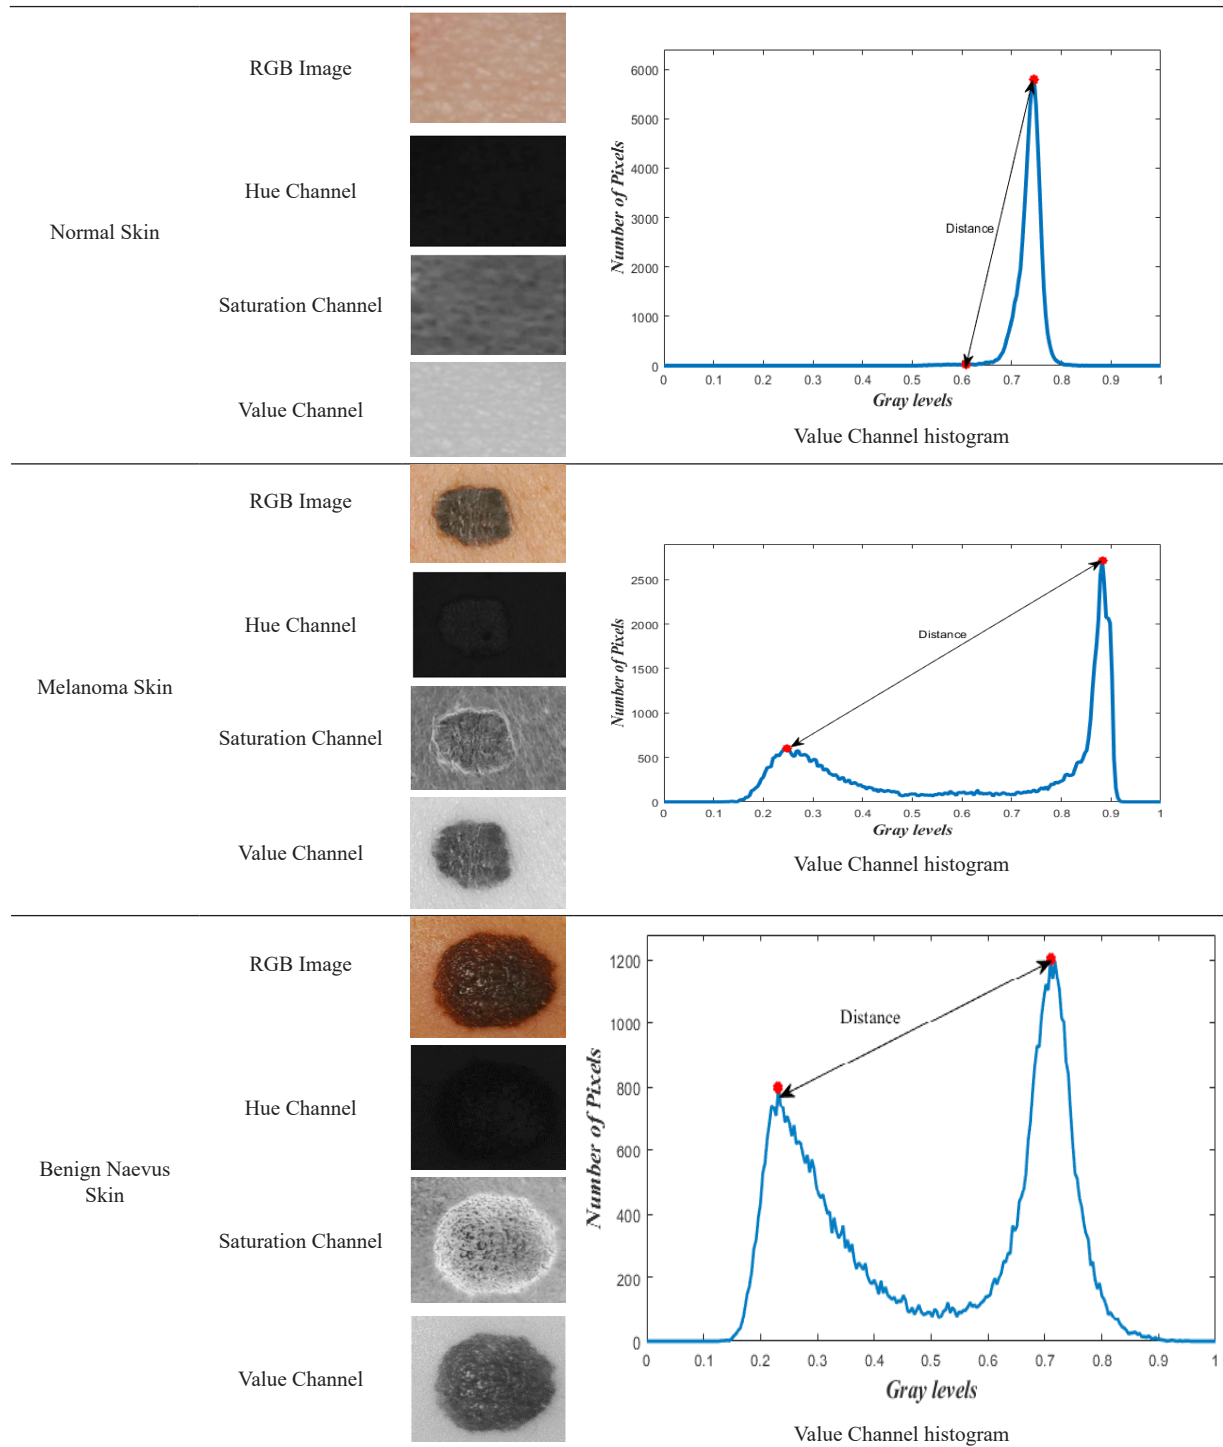 Normal Skin
RGB Image
Hue Channel
Saturation Channel
Value Channel
Number of Pixels
6000
5000
4000
3000
2000
1000
0
Distance
0 0.1 0.2 0.3 0.4 0.5 0.6 0.7 0.8 0.9 1
Gray levels
Value Channel histogram
Melanoma Skin
RGB Image
Hue Channel
Saturation Channel
Value Channel
Number of Pixels
2500
2000
1500
1000
500
0
Distance
0 0.1 0.2 0.3 0.4 0.5 0.6 0.7 0.8 0.9 1
Gray levels
Value Channel histogram
Benign Naevus
Skin
RGB Image
Hue Channel
Saturation Channel
Value Channel
Number of Pixels
1200
1000
800
600
400
200
0
Distance
0 0.1 0.2 0.3 0.4 0.5 0.6 0.7 0.8 0.9 1
Gray levels
Value Channel histogram